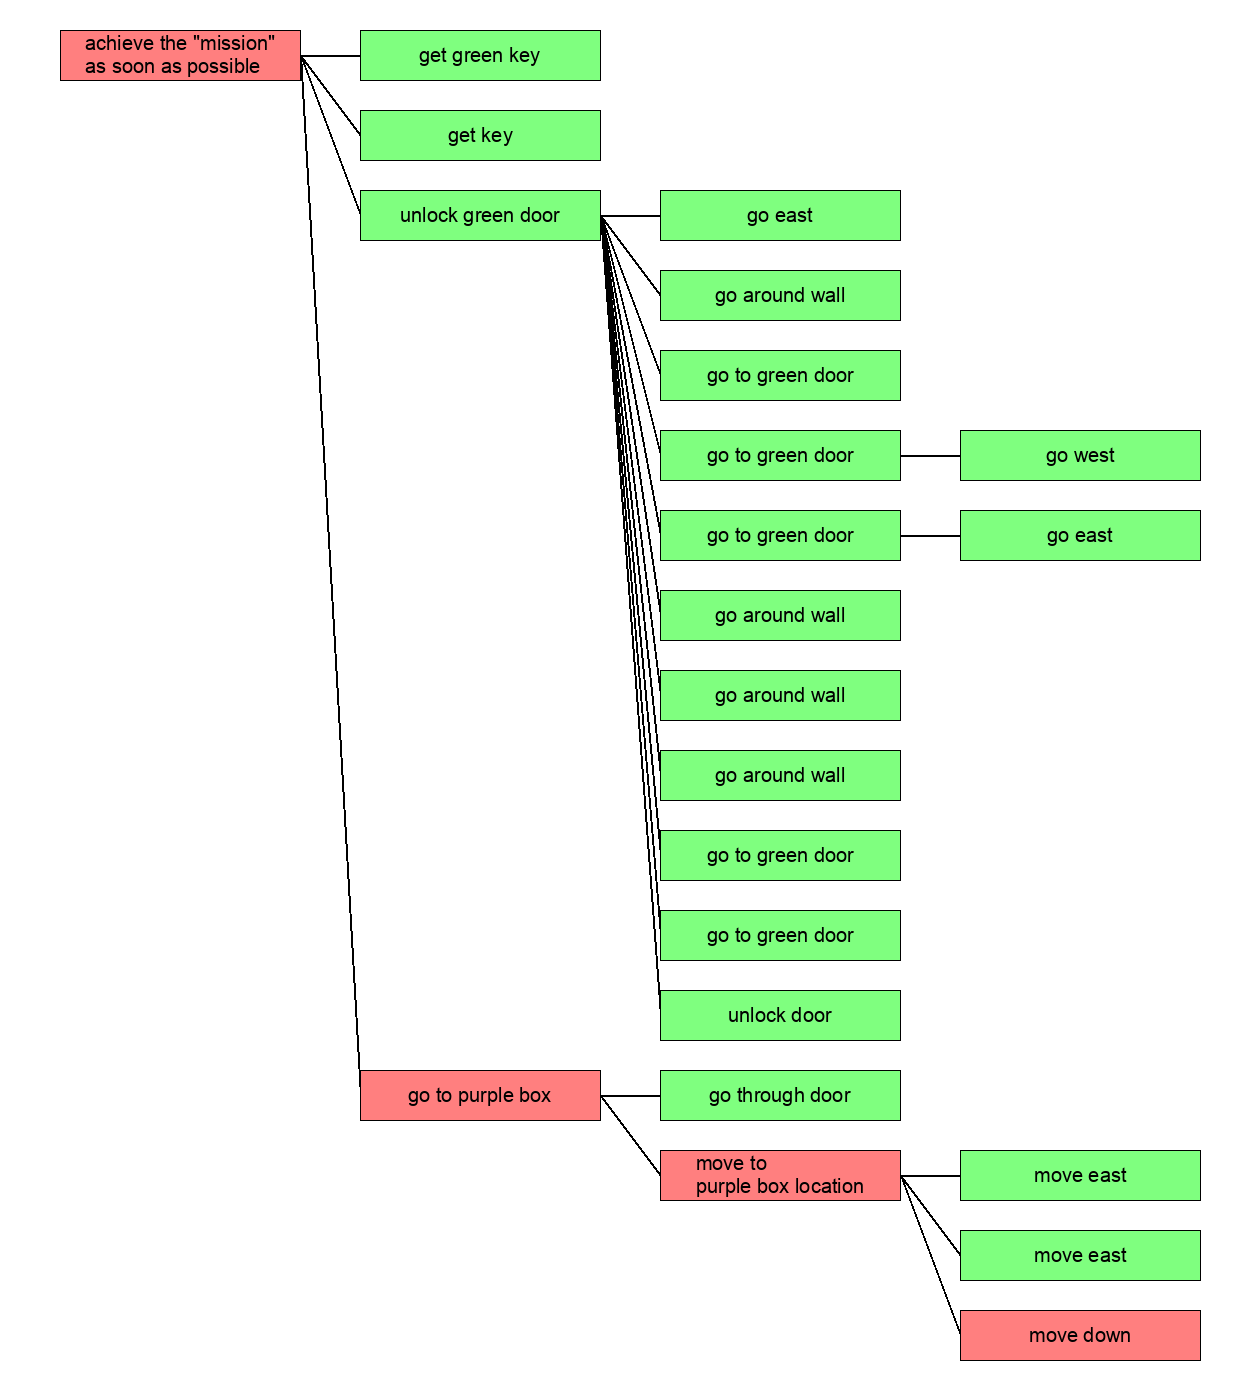 achieve the "mission"
as soon as possible
get green key
get key
unlock green door
go east
go around wall
go to green door
go to green door
go west
go to green door
go east
go around wall
go around wall
go around wall
go to green door
go to green door
unlock door
go to purple box
go through door
move to
purple box location
move east
move east
move down